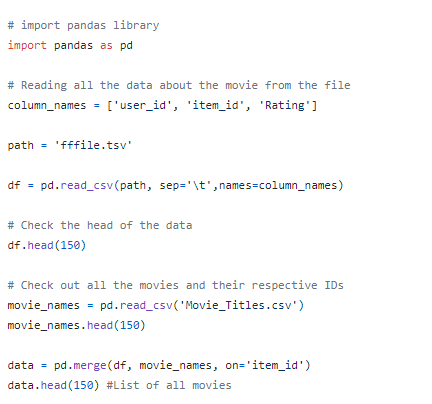 # import pandas library
import pandas as pd
# Reading all the data about the movie from the file
column_names = ['user_id', 'item_id', 'Rating']
path = 'fffile.tsv'
df = pd.read_csv(path, sep='\t',names=column_names)
# Check the head of the data
df.head(150)
# Check out all the movies and their respective IDs
movie_names = pd.read_csv('Movie_Titles.csv')
movie_names.head(150)
data = pd.merge(df, movie_names, on='item_id')
data.head(150) #List of all movies